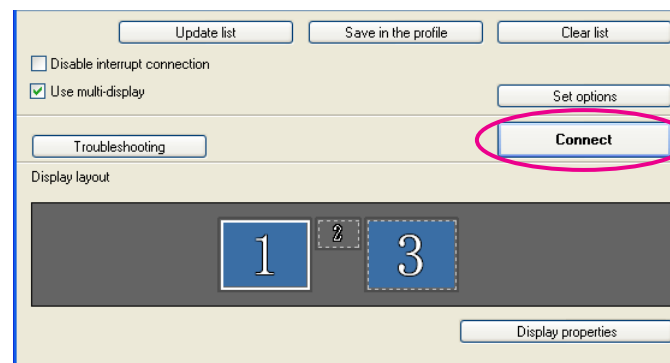 Update list Save in the profile Clear list
Disable interrupt connection
Use multi-display
Set options
Connect
Troubleshooting
Display layout
1 2 3
Display properties